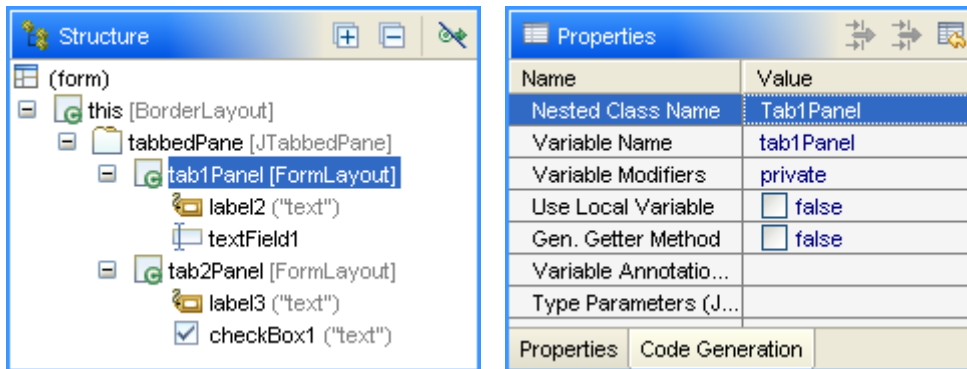 Structure
(form)
this [BorderLayout]
tabbedPane [JTabbedPane]
tab1Panel [FormLayout]
label2 ("text")
textField1
tab2Panel [FormLayout]
label3 ("text")
checkBox1 ("text")
Properties
Name Value
Nested Class Name Tab1Panel
Variable Name tab1Panel
Variable Modifiers private
Use Local Variable false
Gen. Getter Method false
Variable Annotatio...
Type Parameters (J...
Properties Code Generation